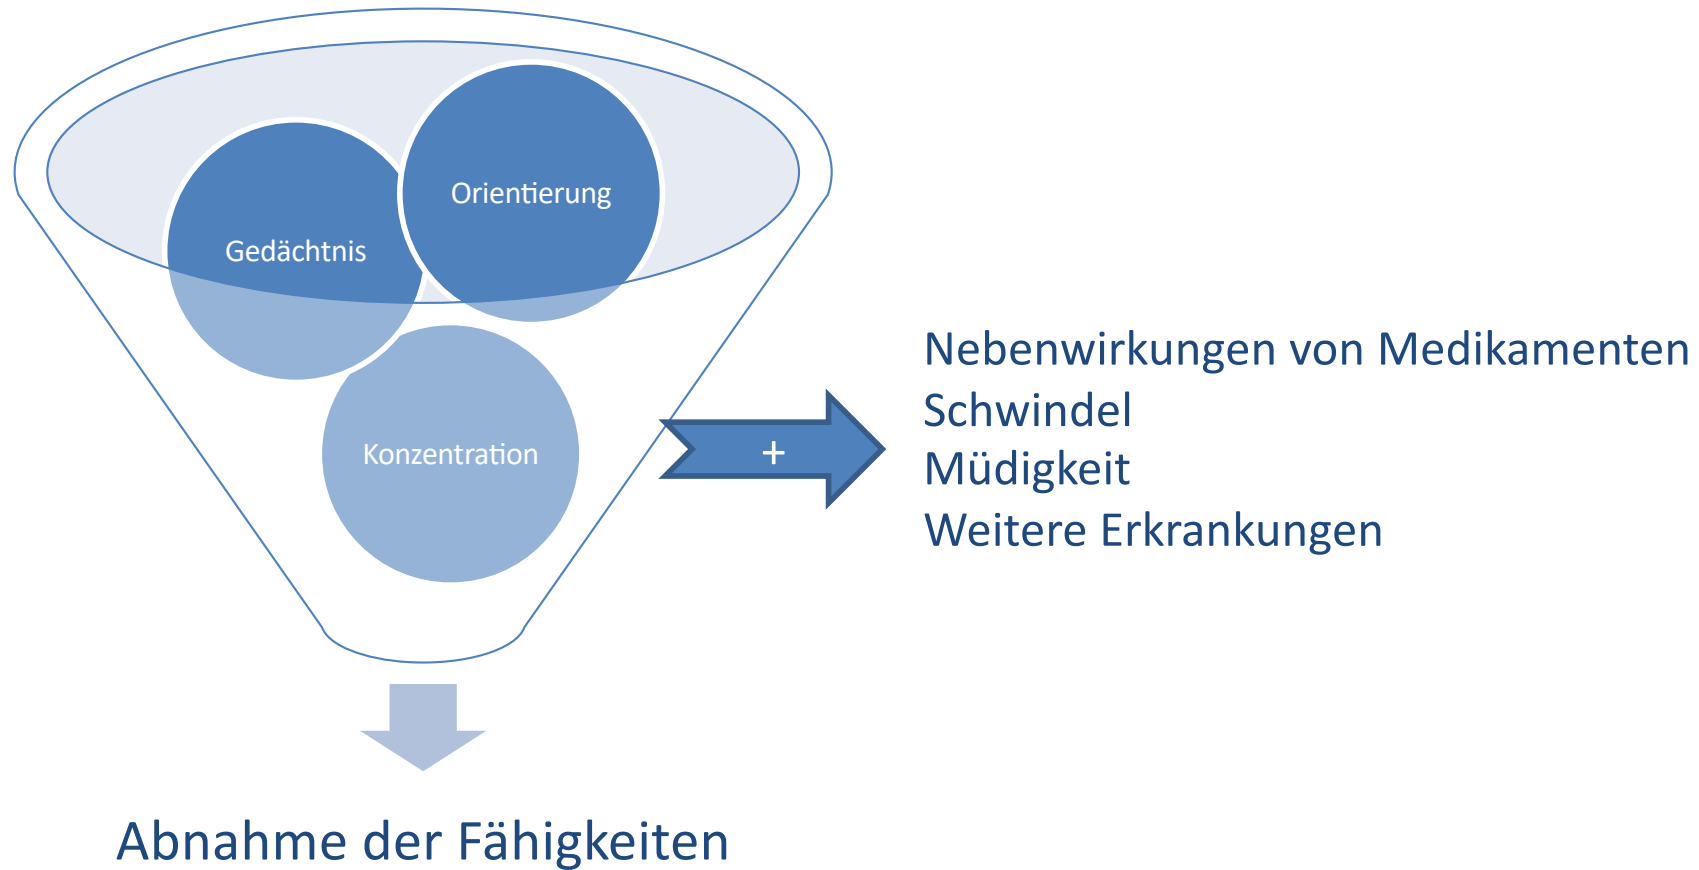 Orientierung
Gedächtnis
Konzentration
+
Nebenwirkungen von Medikamenten
Schwindel
Müdigkeit
Weitere Erkrankungen
Abnahme der Fähigkeiten